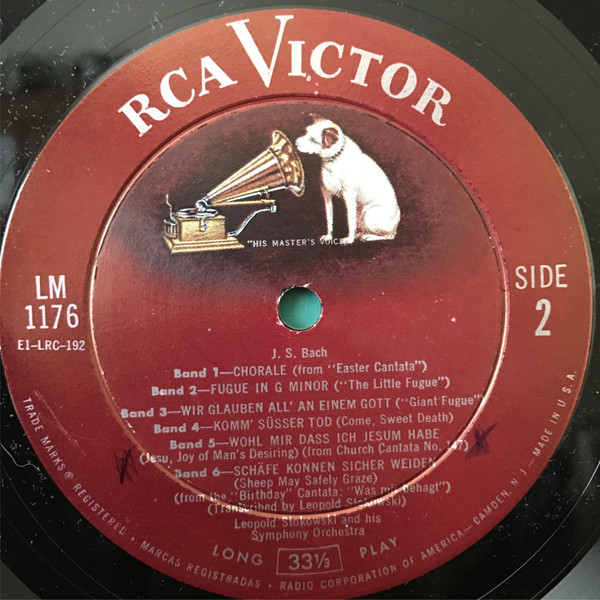 RCA VICTOR
"HIS MASTER'S VOICE
LM
1176
E1-LRC-192
SIDE
2
J. S. Bach
Band 1—CHORALE (from "Easter Cantata")
Band 2—FUGUE IN G MINOR ("The Little Fugue")
Band 3—WIR GLAUBEN ALL' AN EINEM GOTT ("Giant Fugue")
Band 4—KOMM' SÜSSER TOD (Come, Sweet Death)
Band 5—WOHL MIR DASS ICH JESUM HABE
(Jesu, Joy of Man's Desiring) (from Church Cantata No. 147)
Band 6—SCHÄFE KONNEN SICHER WEIDEN
(Sheep May Safely Graze)
(from the "Birthday" Cantata: "Was mir behagt")
(Transcribed by Leopold Stokowski)
Leopold Stokowski and his
Symphony Orchestra
LONG 33⅓ PLAY
TRADE MARKS ® REGISTERED • MARCAS REGISTRADAS • RADIO CORPORATION OF AMERICA—CAMDEN, N. J.—MADE IN U.S.A.